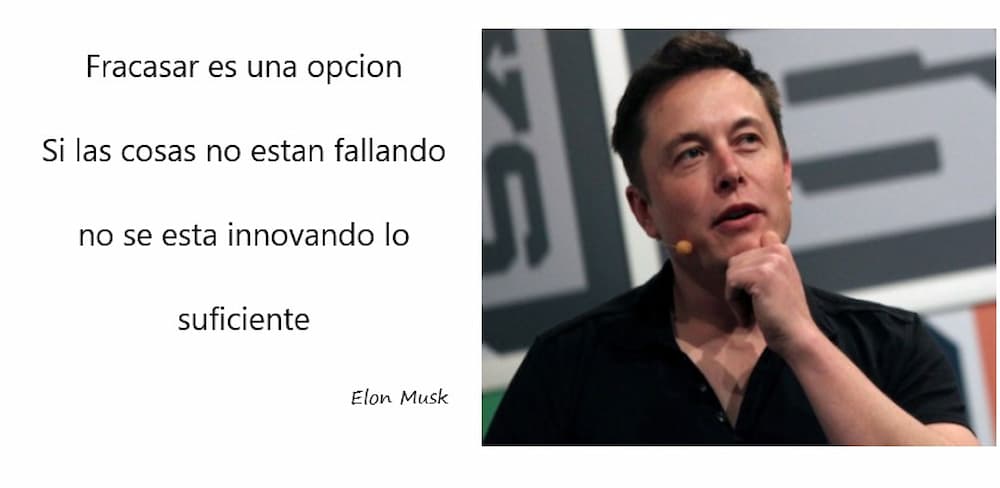 Fracasar es una opcion
Si las cosas no estan fallando
no se esta innovando lo
suficiente
Elon Musk